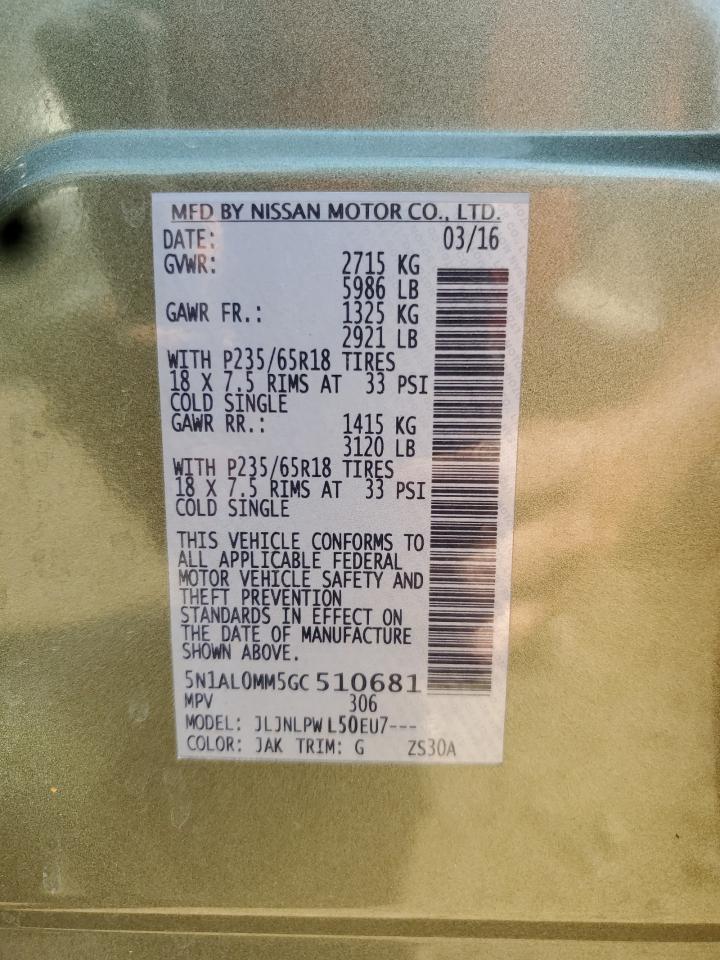 MFD BY NISSAN MOTOR CO., LTD.
DATE: 03/16
GVWR: 2715 KG
5986 LB
GAWR FR.: 1325 KG
2921 LB
WITH P235/65R18 TIRES
18 X 7.5 RIMS AT 33 PSI
COLD SINGLE
GAWR RR.: 1415 KG
3120 LB
WITH P235/65R18 TIRES
18 X 7.5 RIMS AT 33 PSI
COLD SINGLE
THIS VEHICLE CONFORMS TO
ALL APPLICABLE FEDERAL
MOTOR VEHICLE SAFETY AND
THEFT PREVENTION
STANDARDS IN EFFECT ON
THE DATE OF MANUFACTURE
SHOWN ABOVE.
5N1AL0MM5GC 510681
MPV 306
MODEL: JLJNLPW L50EU7---
COLOR: JAK TRIM: G ZS30A